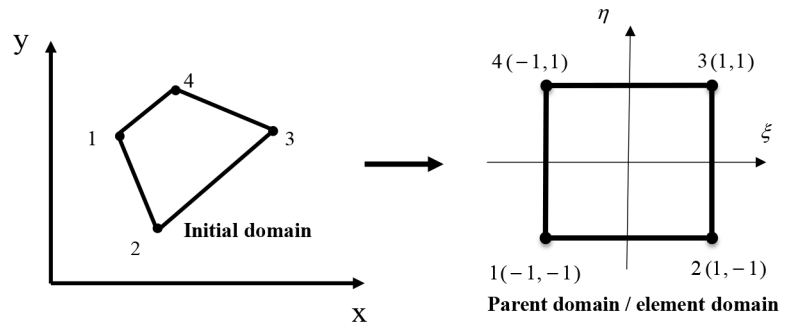 y
4
1
3
2
Initial domain
x
η
4(−1,1)
3(1,1)
ξ
1(−1,−1)
2(1,−1)
Parent domain / element domain